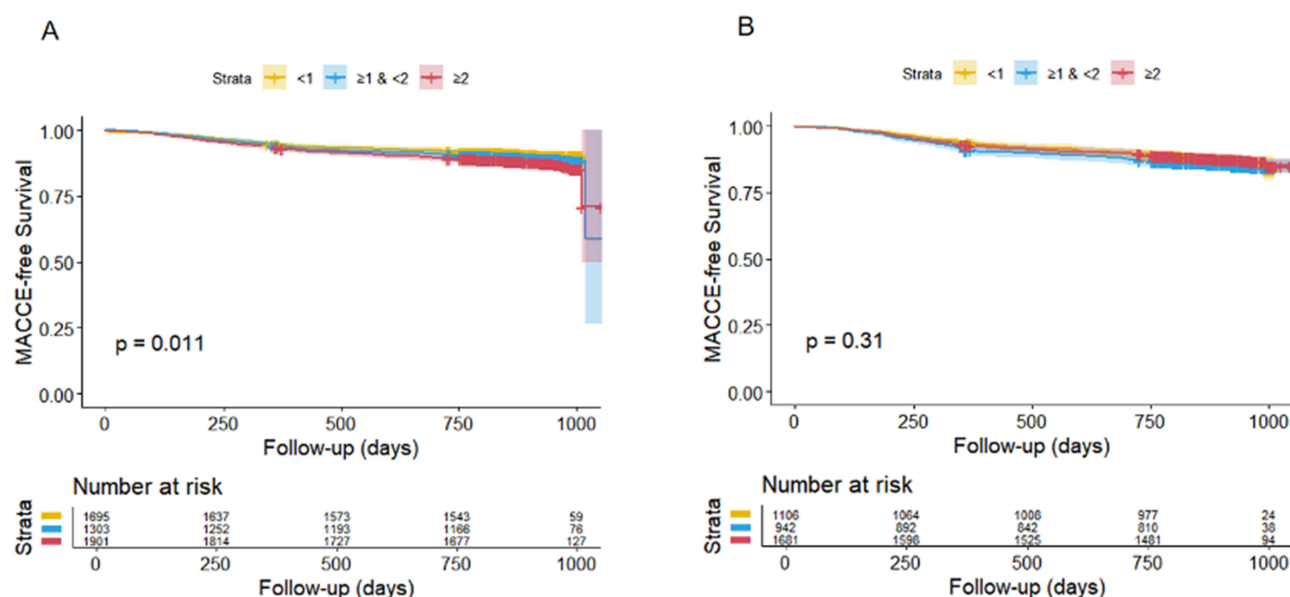 A
Strata <1 ≥1 & <2 ≥2
MACCE-free Survival
1.00
0.75
0.50
0.25
0.00
p = 0.011
0 250 500 750 1000
Follow-up (days)
Number at risk
Strata
1695 1637 1573 1543 59
1303 1252 1193 1166 76
1901 1814 1727 1677 127
0 250 500 750 1000
Follow-up (days)
B
Strata <1 ≥1 & <2 ≥2
MACCE-free Survival
1.00
0.75
0.50
0.25
0.00
p = 0.31
0 250 500 750 1000
Follow-up (days)
Number at risk
Strata
1106 1064 1008 977 24
942 892 842 810 38
1681 1598 1525 1481 94
0 250 500 750 1000
Follow-up (days)